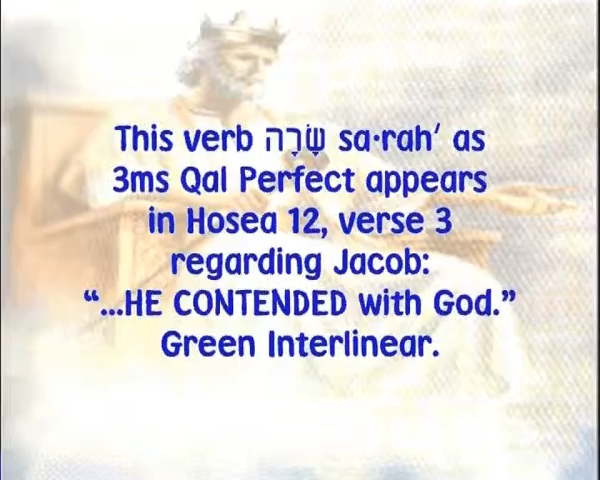 This verb שָׂרָה sa·rah′ as
3ms Qal Perfect appears
in Hosea 12, verse 3
regarding Jacob:
“...HE CONTENDED with God.”
Green Interlinear.